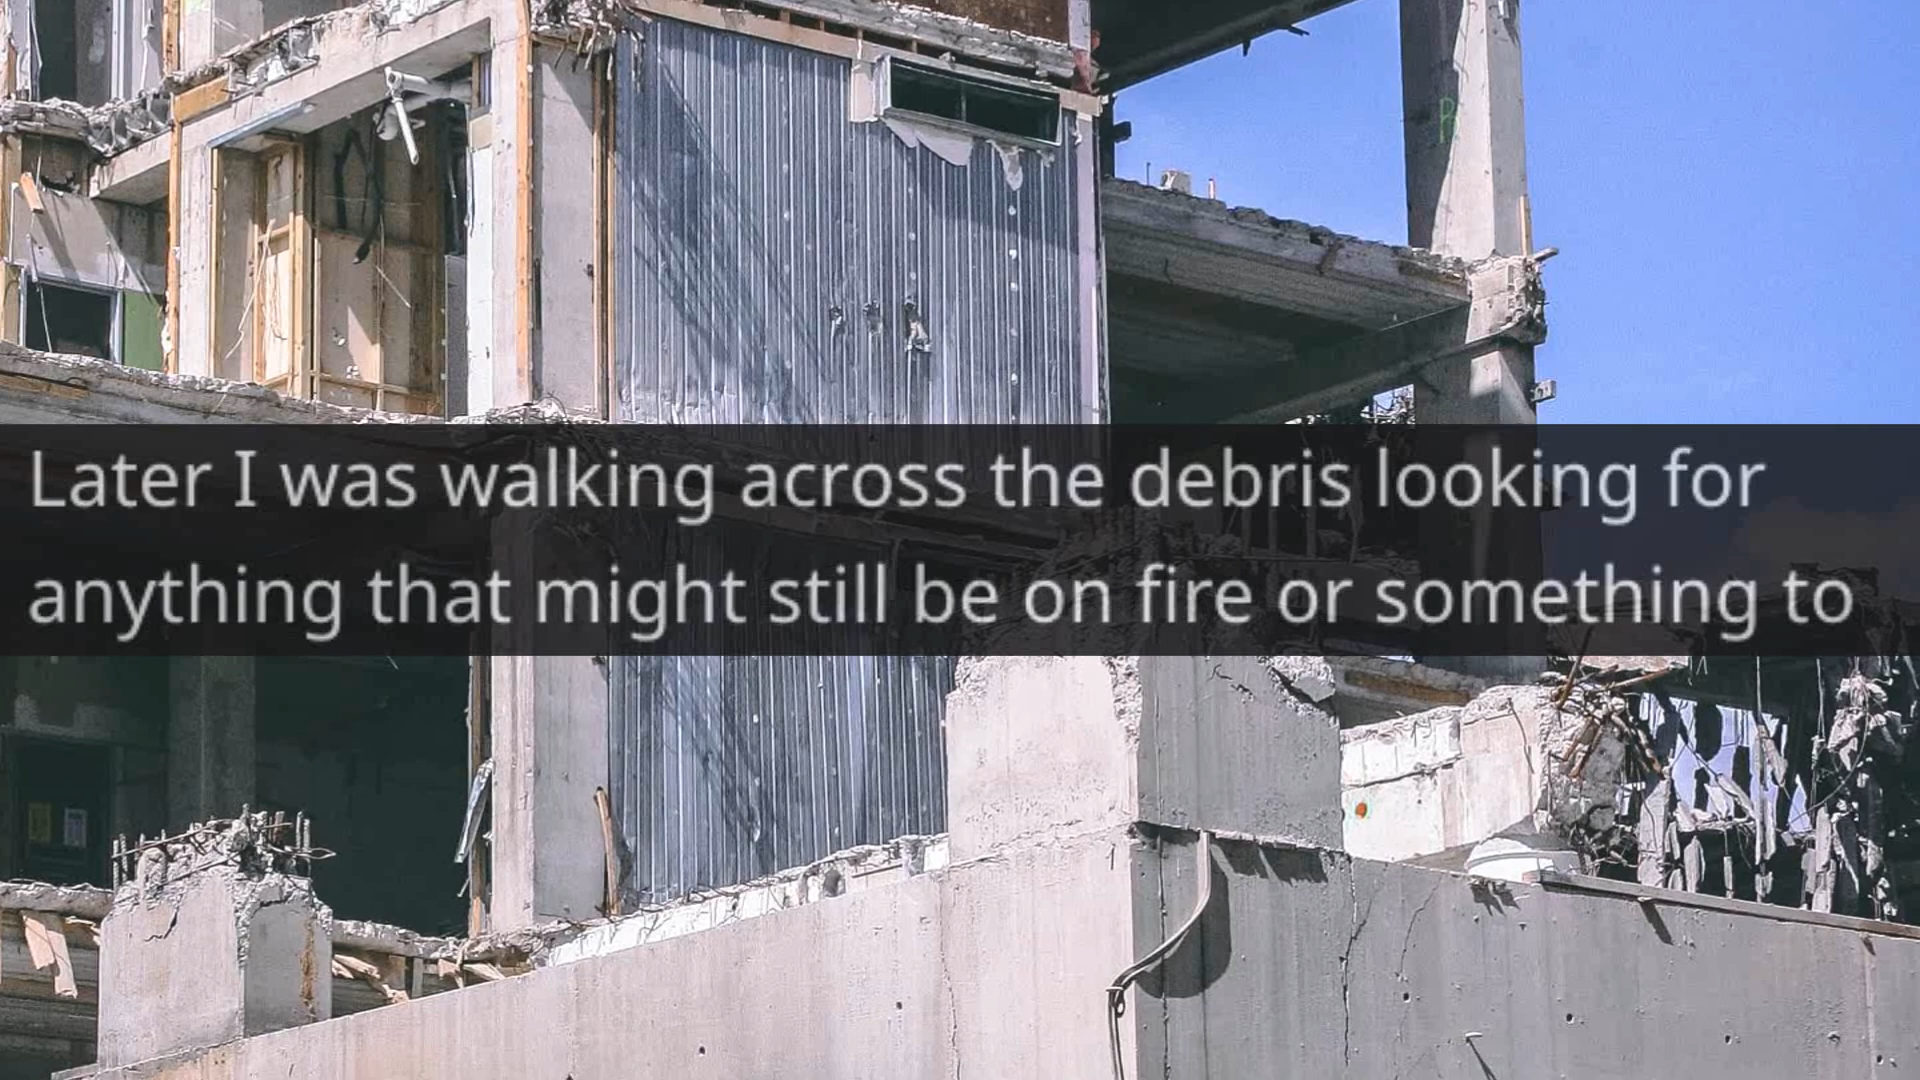 Later I was walking across the debris looking for
anything that might still be on fire or something to